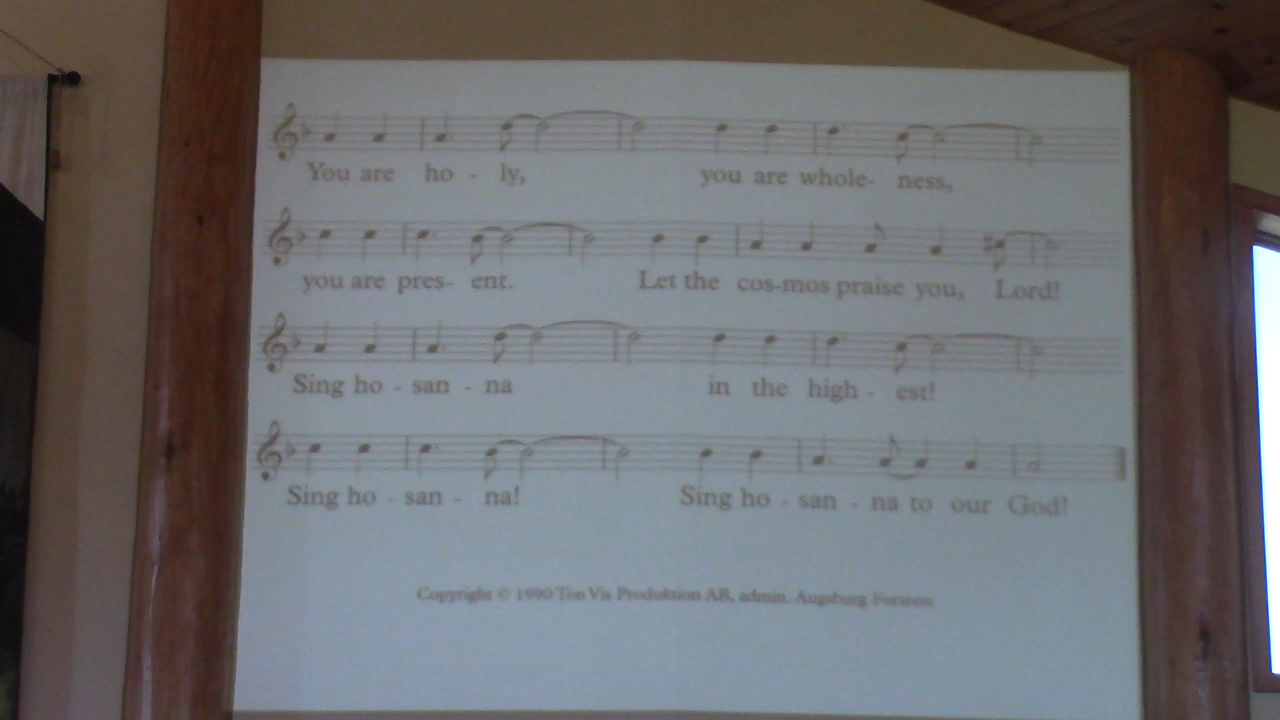 You are ho - ly, you are whole- ness,
you are pres- ent. Let the cos-mos praise you, Lord!
Sing ho - san - na in the high - est!
Sing ho - san - na! Sing ho - san - na to our God!
Copyright © 1990 Ton Vis Produktion AB, admin. Augsburg Fortress